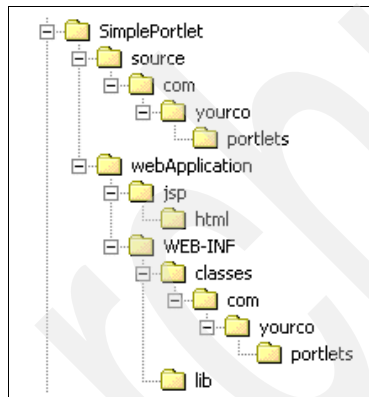 SimplePortlet
source
com
yourco
portlets
webApplication
jsp
html
WEB-INF
classes
com
yourco
portlets
lib